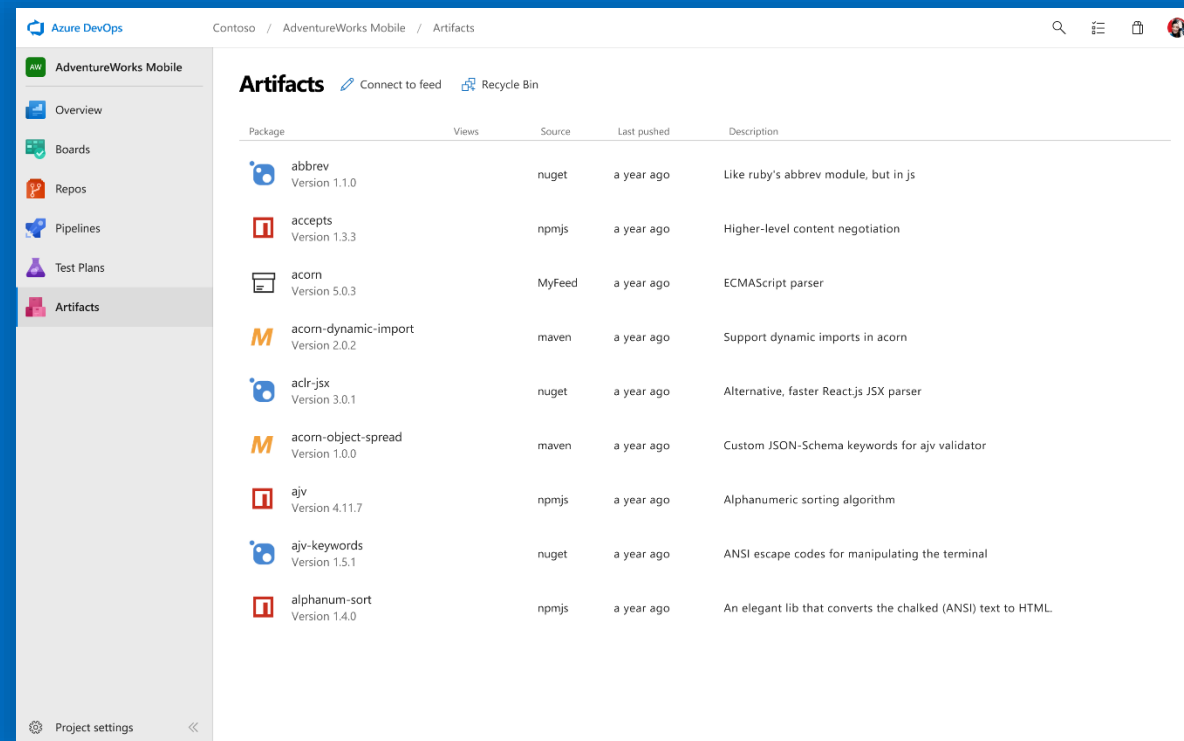 Azure DevOps
Contoso / AdventureWorks Mobile / Artifacts
AW AdventureWorks Mobile
Overview
Boards
Repos
Pipelines
Test Plans
Artifacts
Project settings
Artifacts Connect to feed Recycle Bin
Package Views Source Last pushed Description
abbrev
Version 1.1.0
nuget a year ago Like ruby's abbrev module, but in js
accepts
Version 1.3.3
npmjs a year ago Higher-level content negotiation
acorn
Version 5.0.3
MyFeed a year ago ECMAScript parser
acorn-dynamic-import
Version 2.0.2
maven a year ago Support dynamic imports in acorn
aclr-jsx
Version 3.0.1
nuget a year ago Alternative, faster React.js JSX parser
acorn-object-spread
Version 1.0.0
maven a year ago Custom JSON-Schema keywords for ajv validator
ajv
Version 4.11.7
npmjs a year ago Alphanumeric sorting algorithm
ajv-keywords
Version 1.5.1
nuget a year ago ANSI escape codes for manipulating the terminal
alphanum-sort
Version 1.4.0
npmjs a year ago An elegant lib that converts the chalked (ANSI) text to HTML.